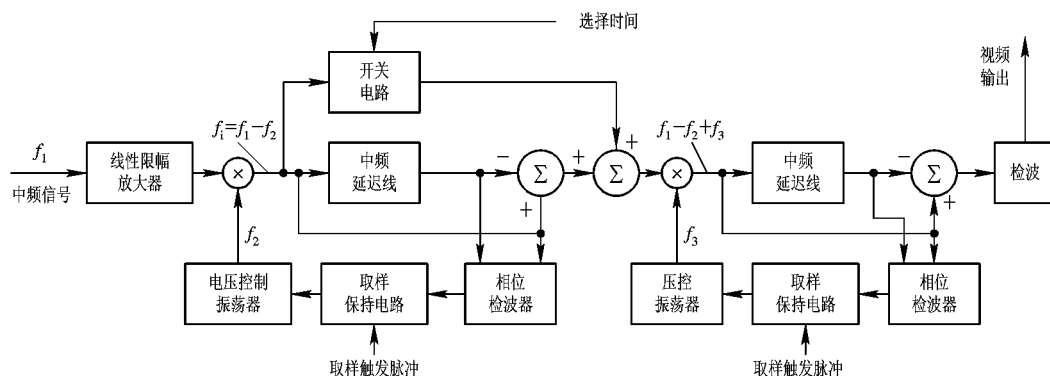 选择时间
开关
电路
视频
输出
f₁
中频信号
线性限幅
放大器
×
fᵢ=f₁−f₂
中频
延迟线
−
Σ
+
+
+
Σ
+
×
f₁−f₂+f₃
中频
延迟线
−
Σ
+
检波
f₂
电压控制
振荡器
取样
保持电路
相位
检波器
f₃
压控
振荡器
取样
保持电路
相位
检波器
取样触发脉冲
取样触发脉冲